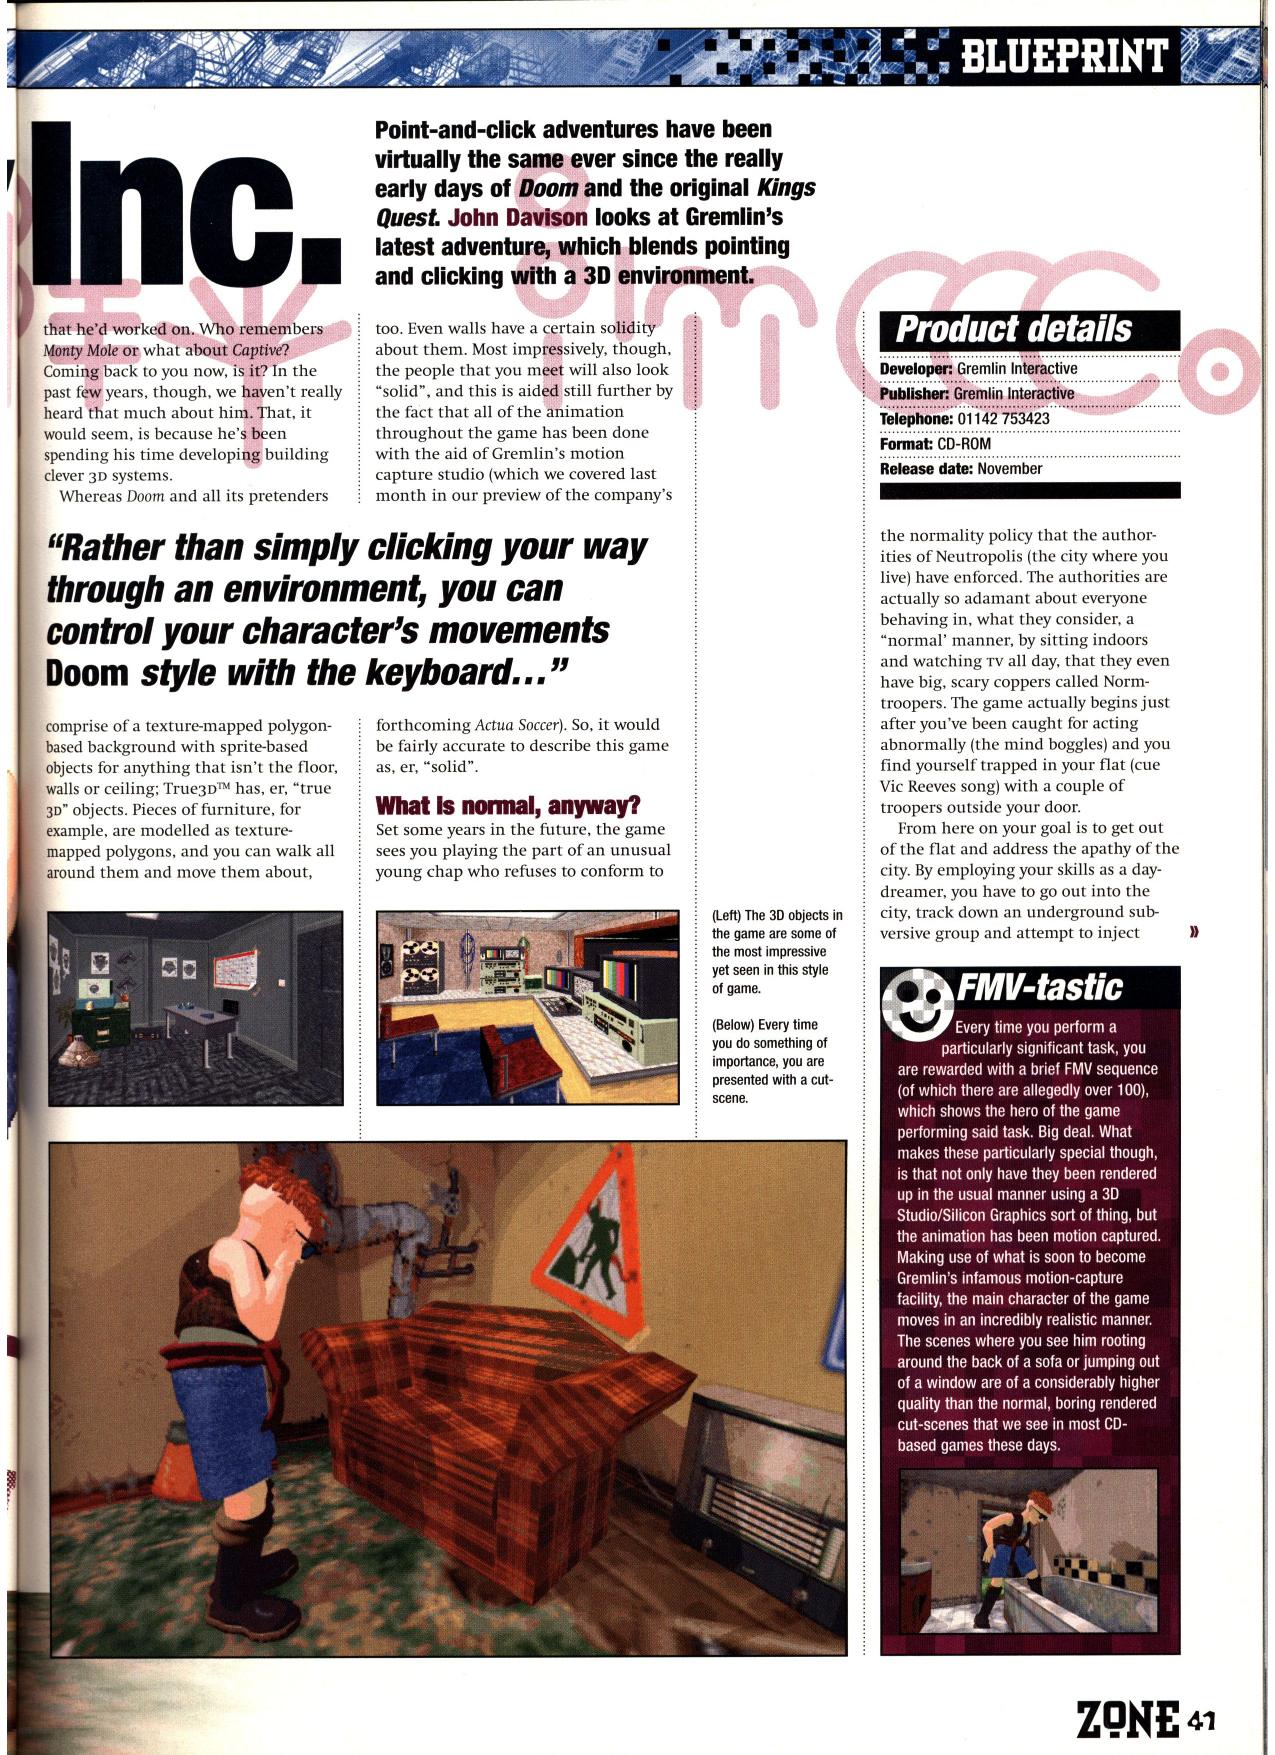 BLUEPRINT
Inc.
Point-and-click adventures have been
virtually the same ever since the really
early days of Doom and the original Kings
Quest. John Davison looks at Gremlin's
latest adventure, which blends pointing
and clicking with a 3D environment.
that he'd worked on. Who remembers
Monty Mole or what about Captive?
Coming back to you now, is it? In the
past few years, though, we haven't really
heard that much about him. That, it
would seem, is because he's been
spending his time developing building
clever 3D systems.
Whereas Doom and all its pretenders
"Rather than simply clicking your way
through an environment, you can
control your character's movements
Doom style with the keyboard..."
comprise of a texture-mapped polygon-
based background with sprite-based
objects for anything that isn't the floor,
walls or ceiling; True3D™ has, er, "true
3D" objects. Pieces of furniture, for
example, are modelled as texture-
mapped polygons, and you can walk all
around them and move them about,
too. Even walls have a certain solidity
about them. Most impressively, though,
the people that you meet will also look
"solid", and this is aided still further by
the fact that all of the animation
throughout the game has been done
with the aid of Gremlin's motion
capture studio (which we covered last
month in our preview of the company's
forthcoming Actua Soccer). So, it would
be fairly accurate to describe this game
as, er, "solid".
What is normal, anyway?
Set some years in the future, the game
sees you playing the part of an unusual
young chap who refuses to conform to
(Left) The 3D objects in
the game are some of
the most impressive
yet seen in this style
of game.
(Below) Every time
you do something of
importance, you are
presented with a cut-
scene.
Product details
Developer: Gremlin Interactive
Publisher: Gremlin Interactive
Telephone: 01142 753423
Format: CD-ROM
Release date: November
the normality policy that the author-
ities of Neutropolis (the city where you
live) have enforced. The authorities are
actually so adamant about everyone
behaving in, what they consider, a
"normal' manner, by sitting indoors
and watching TV all day, that they even
have big, scary coppers called Norm-
troopers. The game actually begins just
after you've been caught for acting
abnormally (the mind boggles) and you
find yourself trapped in your flat (cue
Vic Reeves song) with a couple of
troopers outside your door.
From here on your goal is to get out
of the flat and address the apathy of the
city. By employing your skills as a day-
dreamer, you have to go out into the
city, track down an underground sub-
versive group and attempt to inject »
FMV-tastic
Every time you perform a
particularly significant task, you
are rewarded with a brief FMV sequence
(of which there are allegedly over 100),
which shows the hero of the game
performing said task. Big deal. What
makes these particularly special though,
is that not only have they been rendered
up in the usual manner using a 3D
Studio/Silicon Graphics sort of thing, but
the animation has been motion captured.
Making use of what is soon to become
Gremlin's infamous motion-capture
facility, the main character of the game
moves in an incredibly realistic manner.
The scenes where you see him rooting
around the back of a sofa or jumping out
of a window are of a considerably higher
quality than the normal, boring rendered
cut-scenes that we see in most CD-
based games these days.
ZONE 41